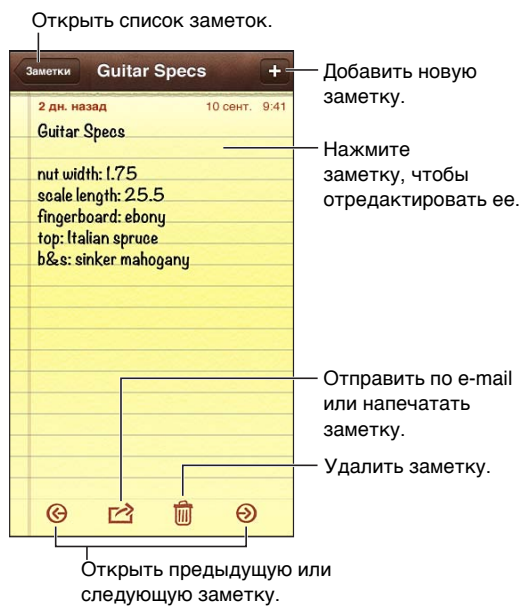 Открыть список заметок.
Заметки Guitar Specs +
Добавить новую
заметку.
2 дн. назад 10 сент. 9:41
Guitar Specs
Нажмите
заметку, чтобы
отредактировать ее.
nut width: 1.75
scale length: 25.5
fingerboard: ebony
top: Italian spruce
b&s: sinker mahogany
Отправить по e-mail
или напечатать
заметку.
Удалить заметку.
Открыть предыдущую или
следующую заметку.